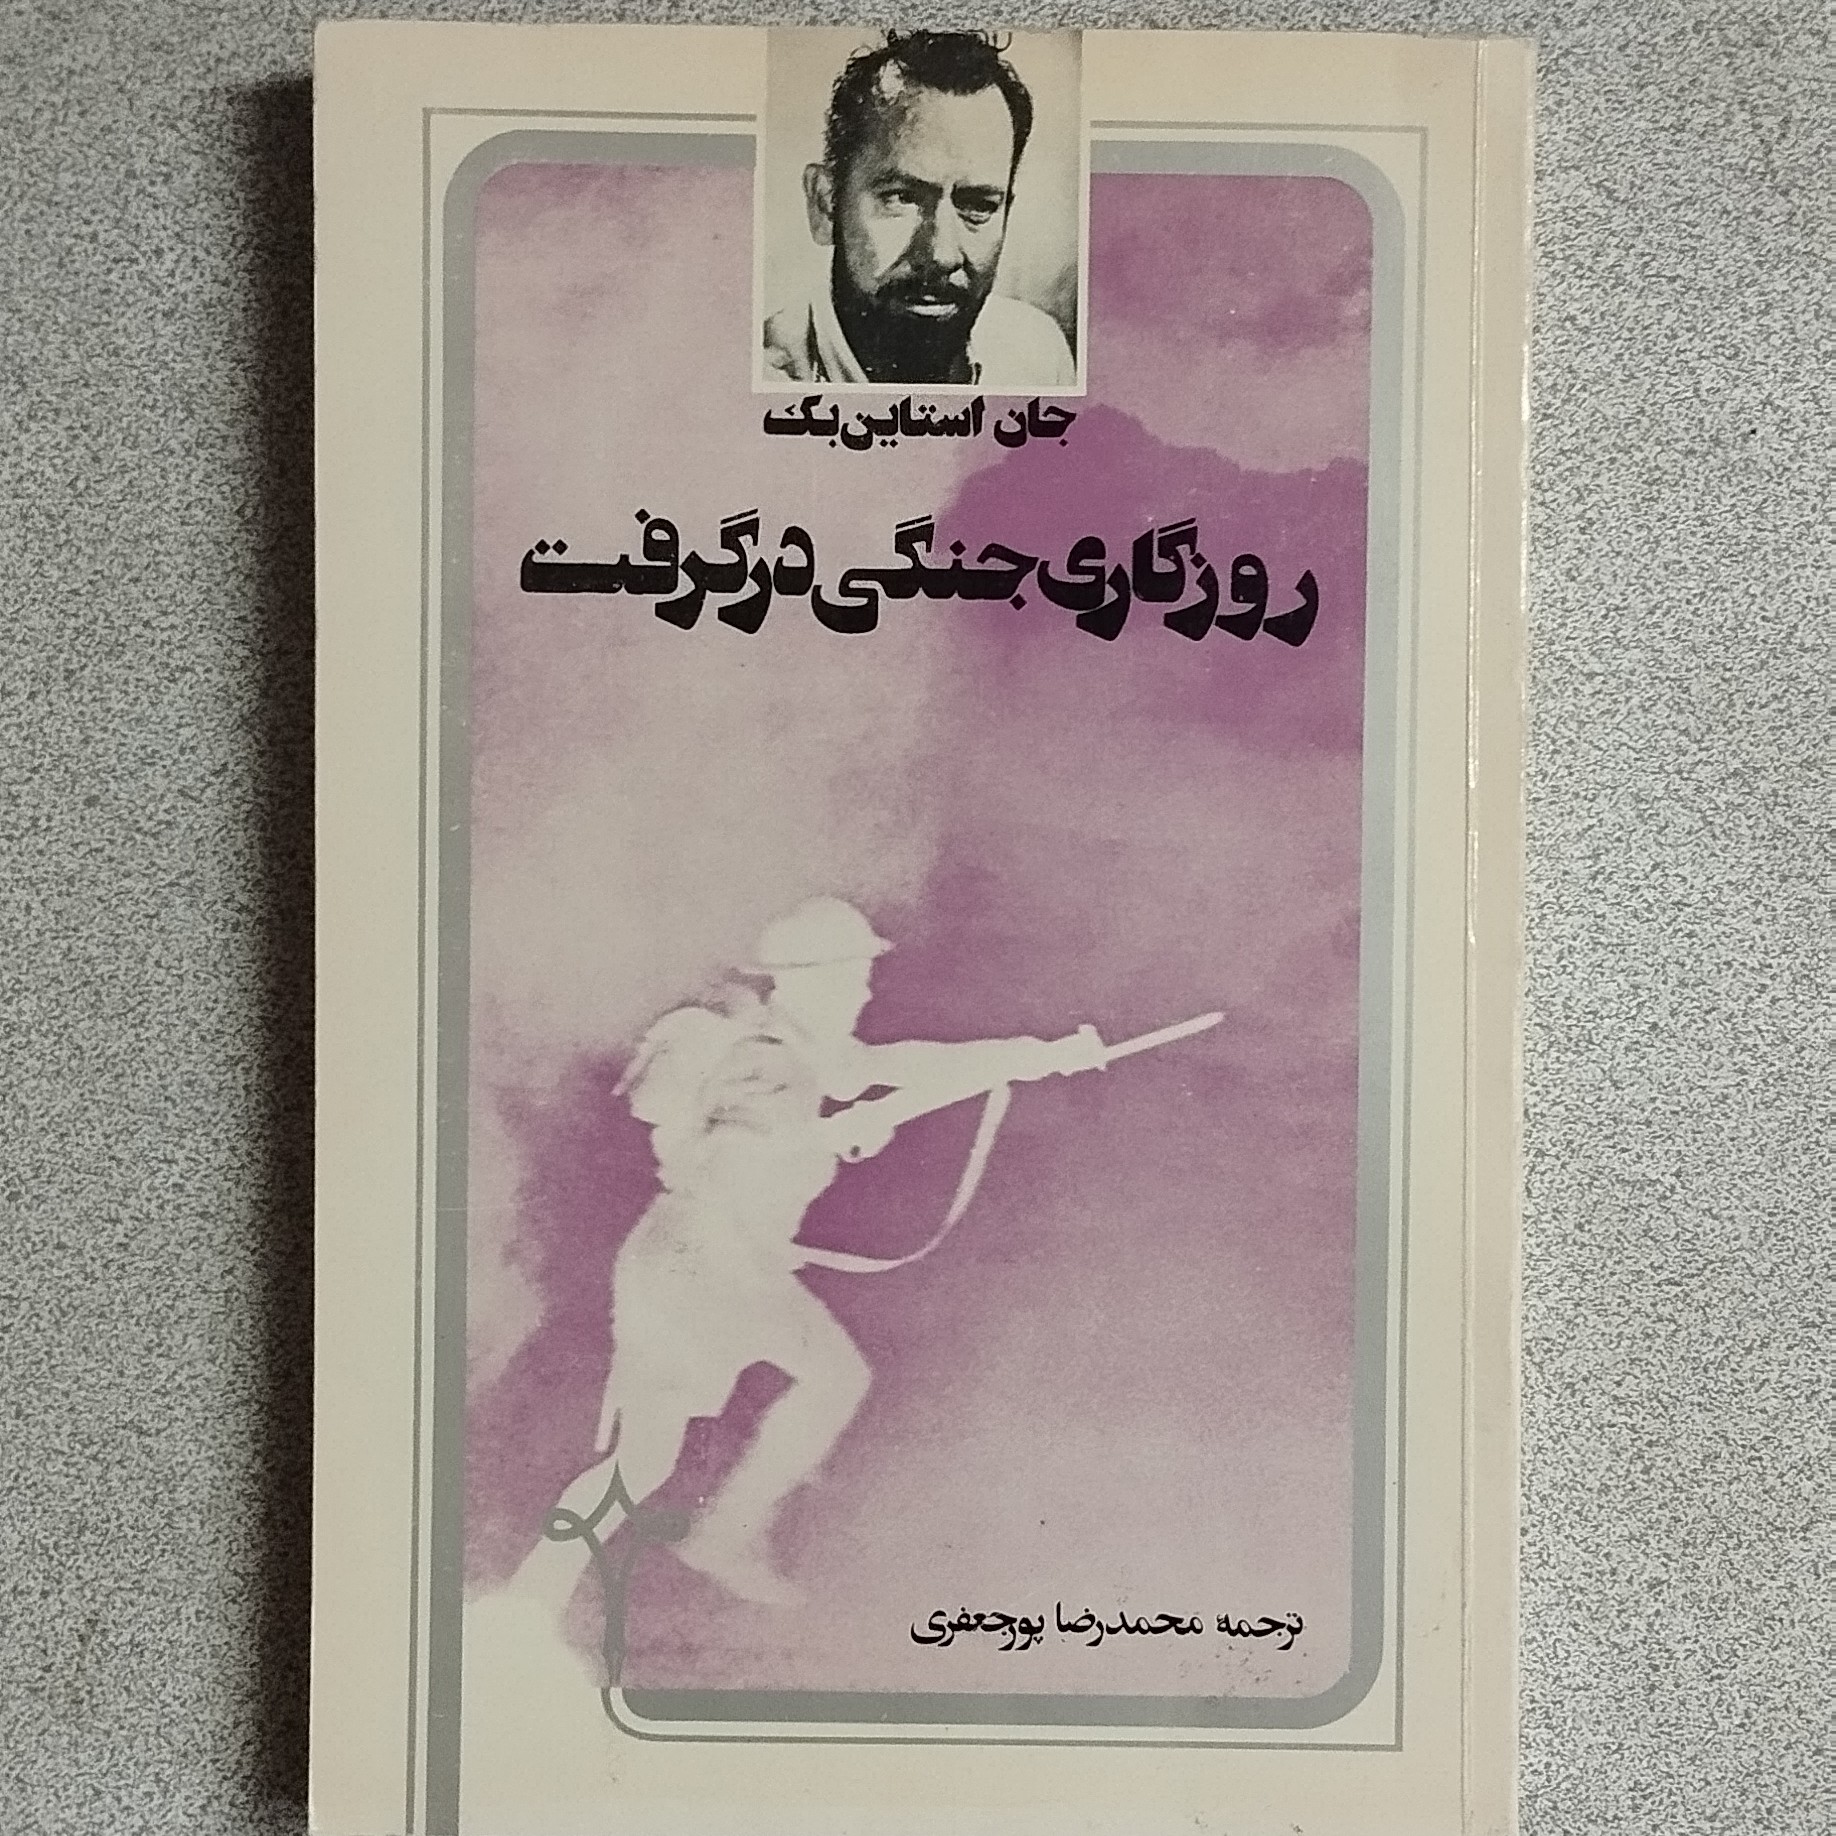 جان استاین‌بک
روزگاری جنگی درگرفت
ترجمهٔ محمدرضا پورجعفری